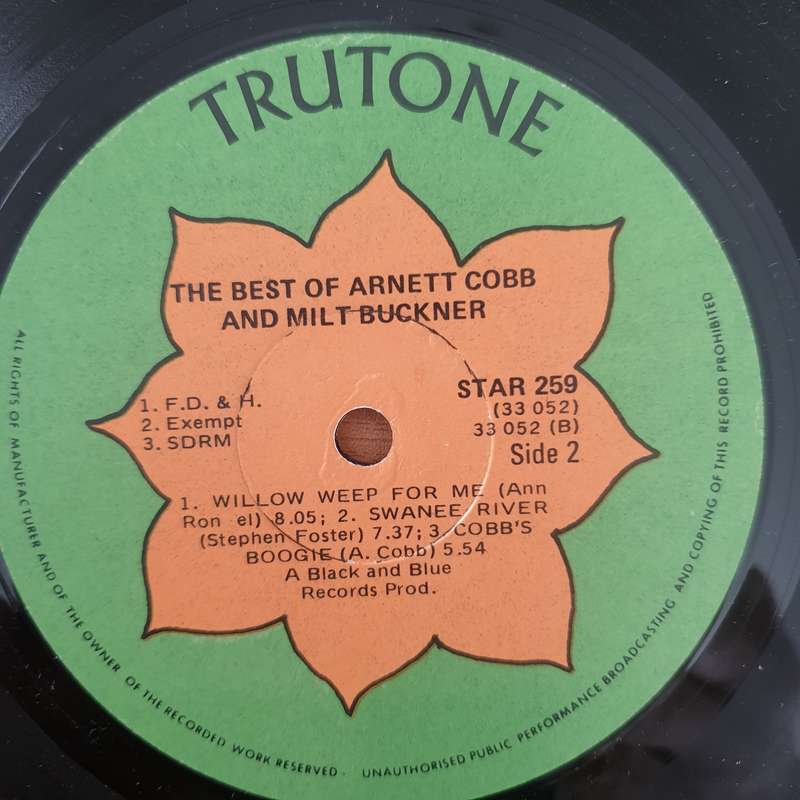 TRUTONE
THE BEST OF ARNETT COBB
AND MILT BUCKNER
1. F.D. & H.
2. Exempt
3. SDRM
STAR 259
(33 052)
33 052 (B)
Side 2
1. WILLOW WEEP FOR ME (Ann
Ron el) 8.05; 2. SWANEE RIVER
(Stephen Foster) 7.37; 3. COBB'S
BOOGIE (A. Cobb) 5.54
A Black and Blue
Records Prod.
ALL RIGHTS OF MANUFACTURER AND OF THE OWNER OF THE RECORDED WORK RESERVED · UNAUTHORISED PUBLIC PERFORMANCE BROADCASTING AND COPYING OF THIS RECORD PROHIBITED